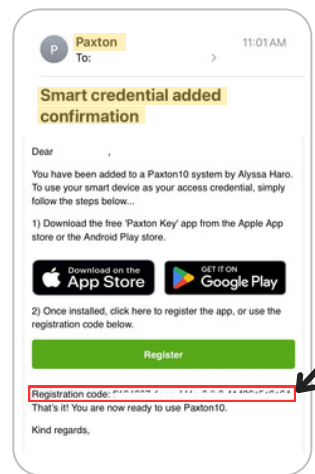 P
Paxton
11:01 AM
To:
Smart credential added
confirmation
Dear ,
You have been added to a Paxton10 system by Alyssa Haro.
To use your smart device as your access credential, simply
follow the steps below...
1) Download the free 'Paxton Key' app from the Apple App
store or the Android Play store.
Download on the
App Store
GET IT ON
Google Play
2) Once installed, click here to register the app, or use the
registration code below.
Register
Registration code:
That's it! You are now ready to use Paxton10.
Kind regards,